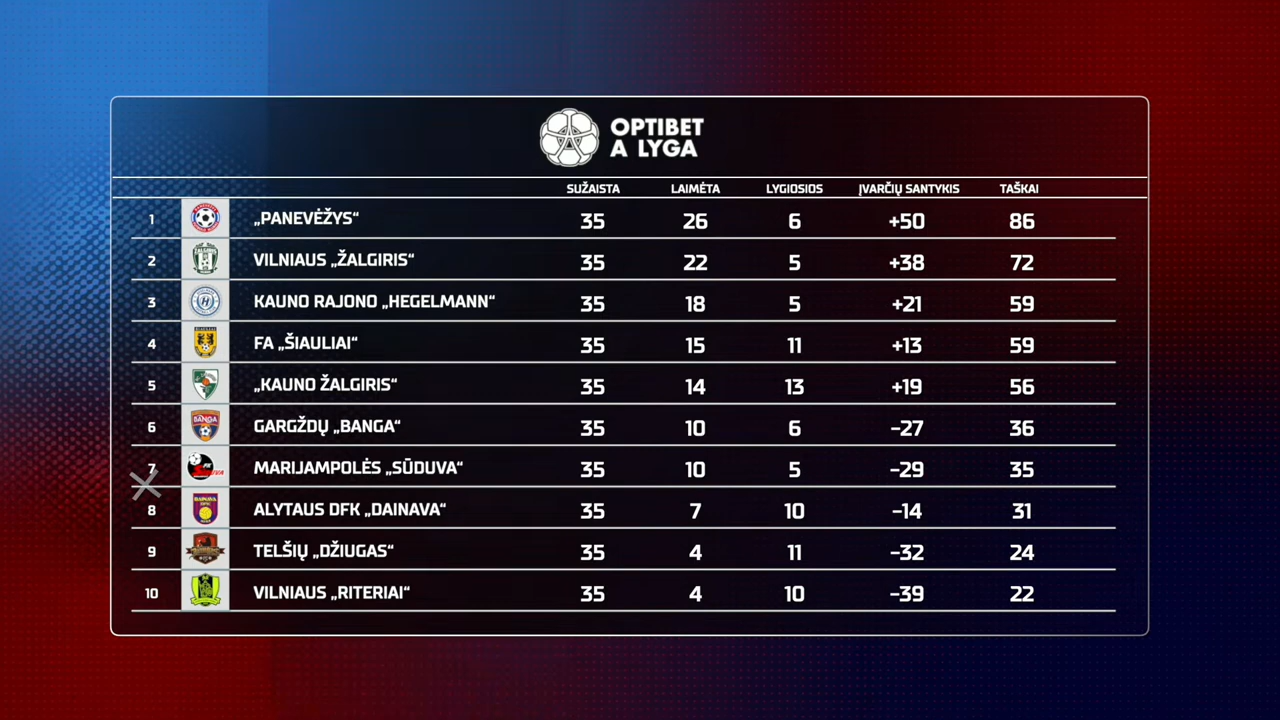 OPTIBET
A LYGA
SUŽAISTA LAIMĖTA LYGIOSIOS ĮVARČIŲ SANTYKIS TAŠKAI
1 „PANEVĖŽYS“ 35 26 6 +50 86
2 VILNIAUS „ŽALGIRIS“ 35 22 5 +38 72
3 KAUNO RAJONO „HEGELMANN“ 35 18 5 +21 59
4 FA „ŠIAULIAI“ 35 15 11 +13 59
5 „KAUNO ŽALGIRIS“ 35 14 13 +19 56
6 BANGA GARGŽDŲ „BANGA“ 35 10 6 -27 36
7 MARIJAMPOLĖS „SŪDUVA“ 35 10 5 -29 35
8 ALYTAUS DFK „DAINAVA“ 35 7 10 -14 31
9 TELŠIŲ „DŽIUGAS“ 35 4 11 -32 24
10 VILNIAUS „RITERIAI“ 35 4 10 -39 22